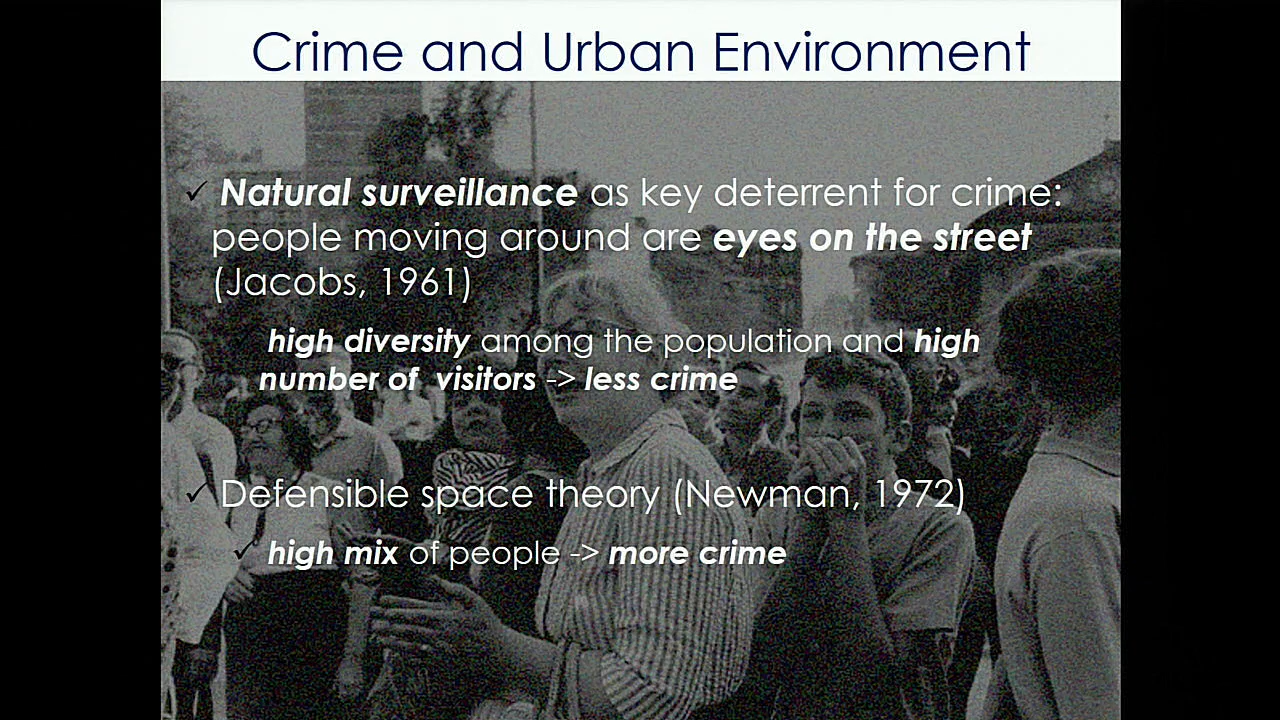 Crime and Urban Environment
✓ Natural surveillance as key deterrent for crime:
people moving around are eyes on the street
(Jacobs, 1961)
high diversity among the population and high
number of visitors -> less crime
✓ Defensible space theory (Newman, 1972)
✓ high mix of people -> more crime